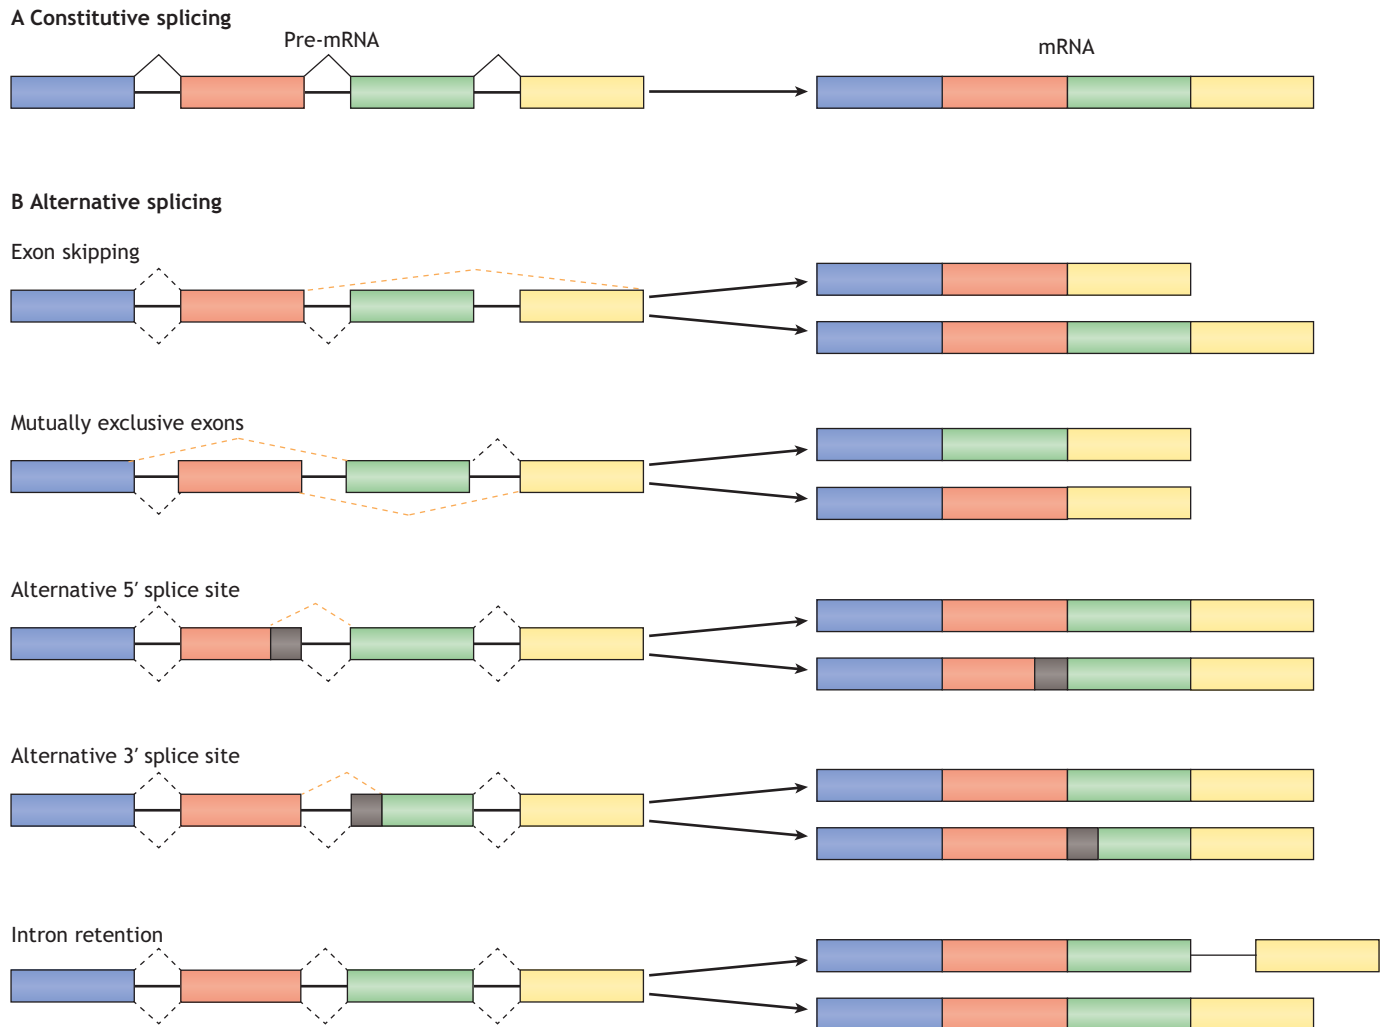 A Constitutive splicing
Pre-mRNA
mRNA
B Alternative splicing
Exon skipping
Mutually exclusive exons
Alternative 5′ splice site
Alternative 3′ splice site
Intron retention